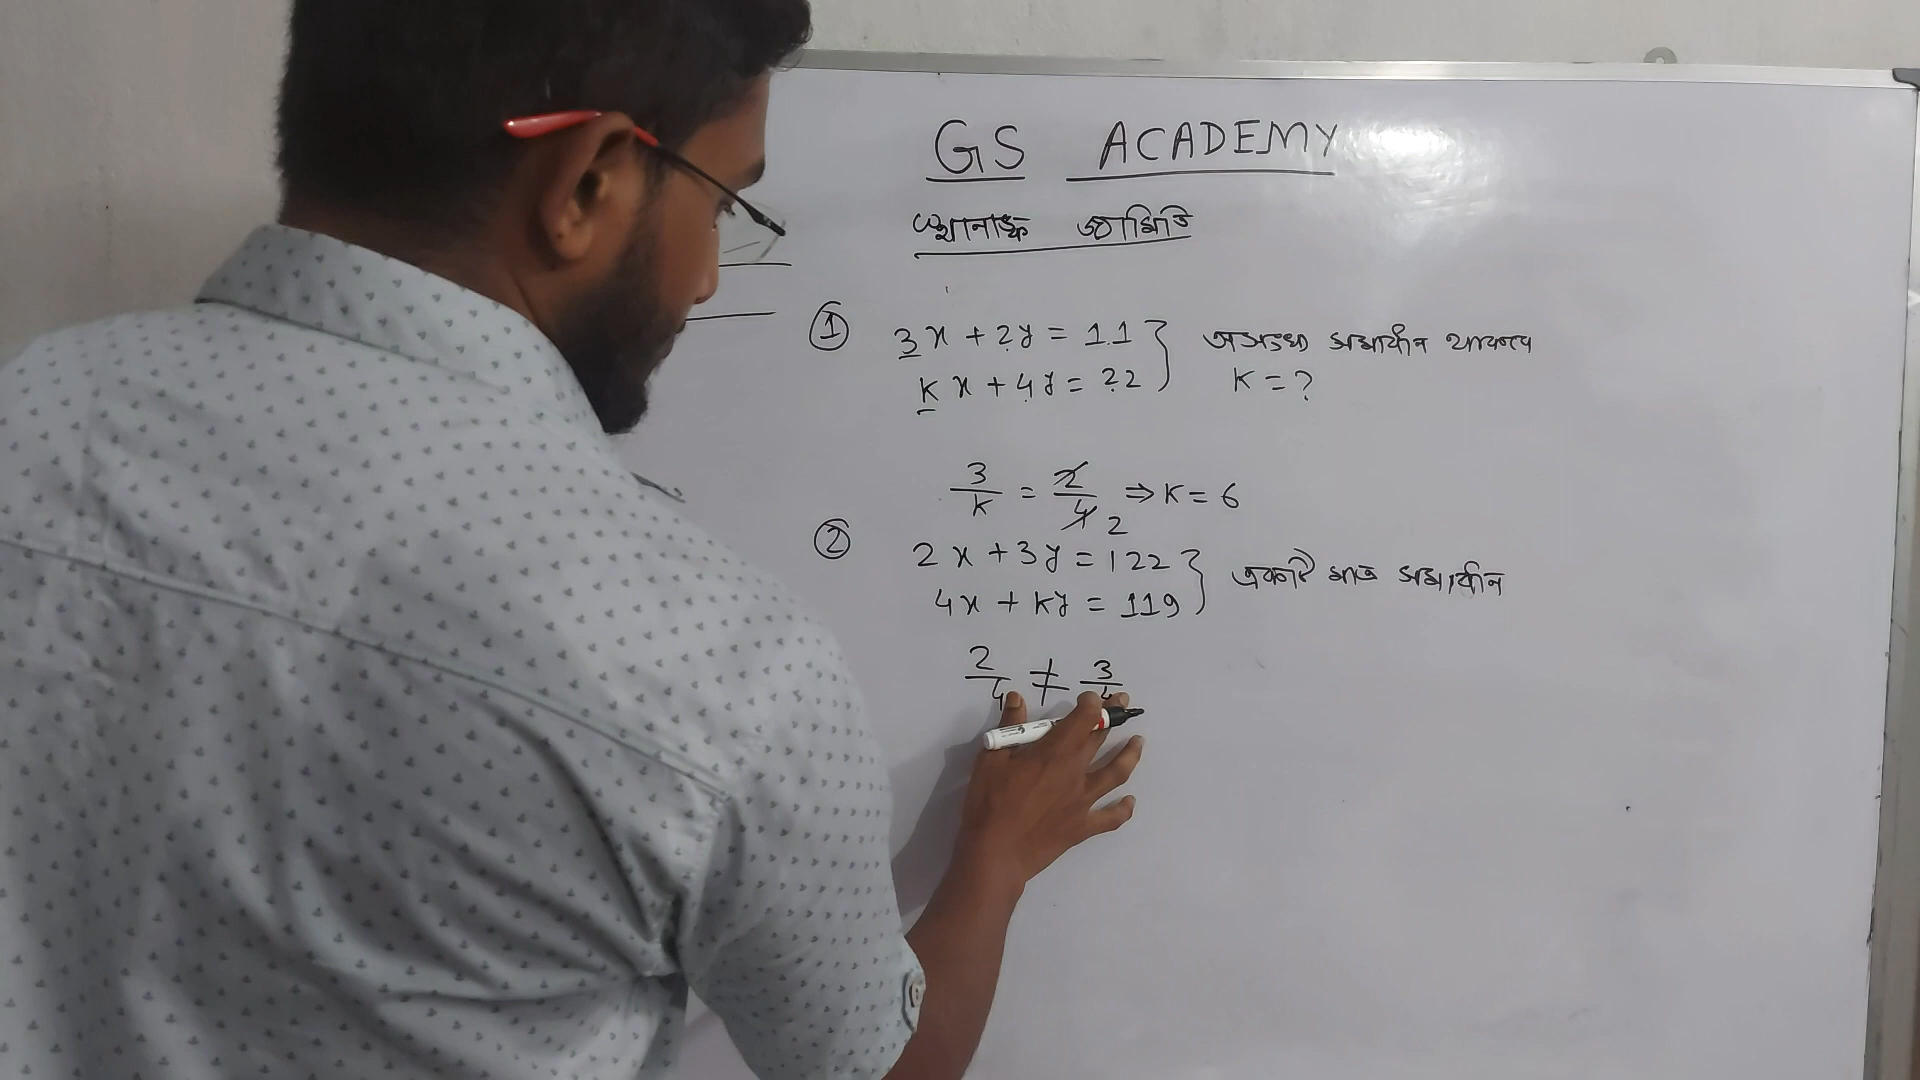 GS ACADEMY
স্থানাঙ্ক জ্যামিতি
① 3x + 2y = 11 } অসংখ্য সমাধান থাকলে
kx + 4y = 22 K = ?
3/k = 2/4 2 ⇒ K = 6
② 2x + 3y = 122 } একটি মাত্র সমাধান
4x + ky = 119
2/4 ≠ 3